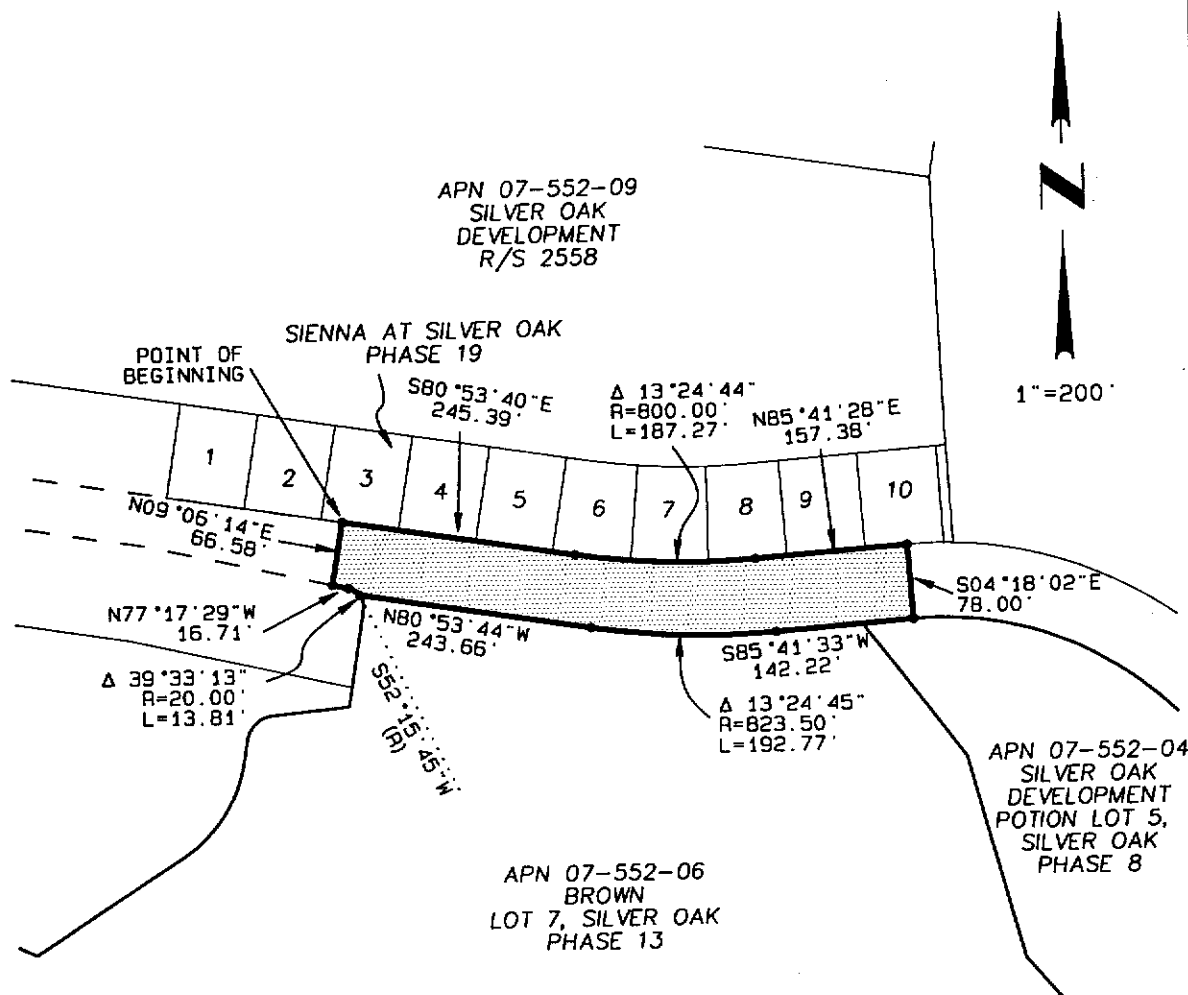 APN 07-552-09
SILVER OAK
DEVELOPMENT
R/S 2558
Z
1"=200'
SIENNA AT SILVER OAK
PHASE 19
POINT OF
BEGINNING
S80°53'40"E
245.39'
Δ 13°24'44"
R=800.00'
L=187.27'
N85°41'28"E
157.38'
1
2
3
4
5
6
7
8
9
10
N09°06'14"E
66.58'
S04°18'02"E
78.00'
N77°17'29"W
16.71'
N80°53'44"W
243.66'
S85°41'33"W
142.22'
Δ 39°33'13"
R=20.00'
L=13.81'
S52°15'45"W
(R)
Δ 13°24'45"
R=823.50'
L=192.77'
APN 07-552-04
SILVER OAK
DEVELOPMENT
POTION LOT 5,
SILVER OAK
PHASE 8
APN 07-552-06
BROWN
LOT 7, SILVER OAK
PHASE 13